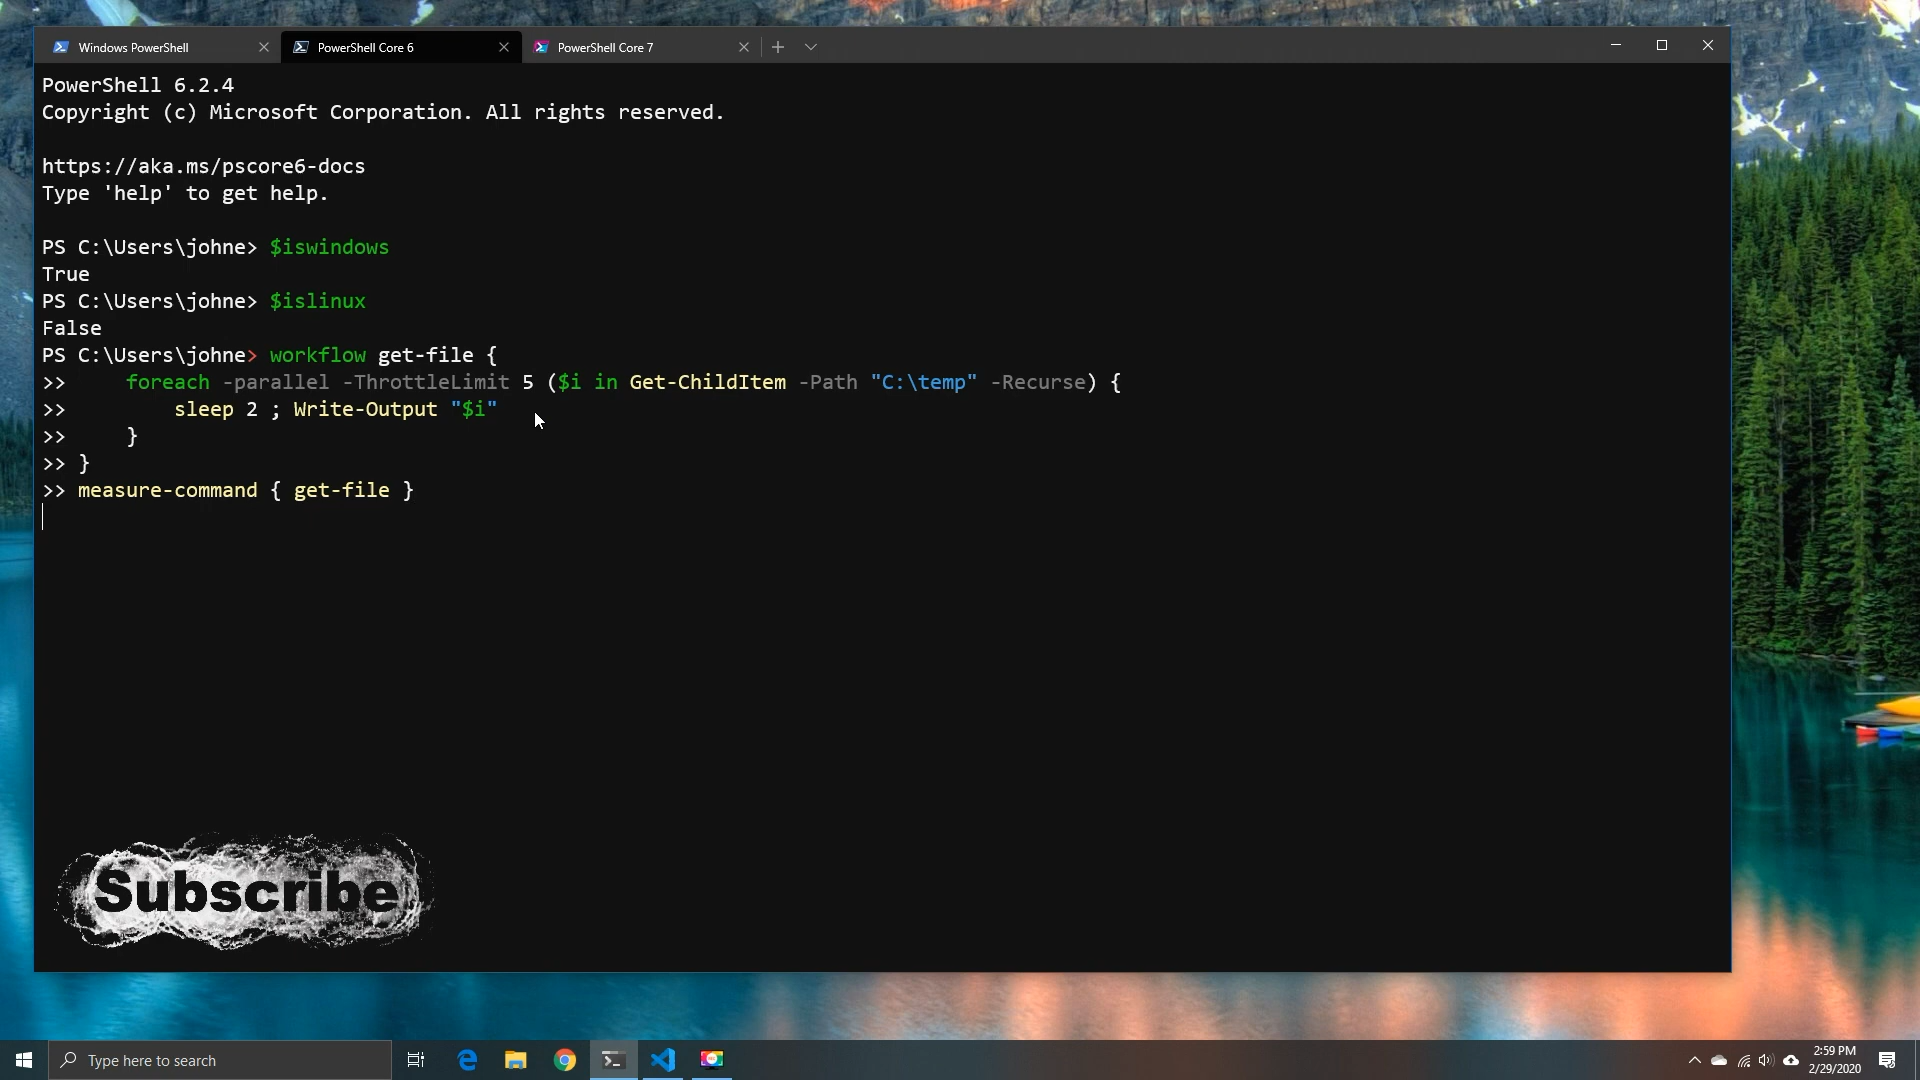 Windows PowerShell
PowerShell Core 6
PowerShell Core 7
PowerShell 6.2.4
Copyright (c) Microsoft Corporation. All rights reserved.
https://aka.ms/pscore6-docs
Type 'help' to get help.
PS C:\Users\johne> $iswindows
True
PS C:\Users\johne> $islinux
False
PS C:\Users\johne> workflow get-file {
>>     foreach -parallel -ThrottleLimit 5 ($i in Get-ChildItem -Path "C:\temp" -Recurse) {
>>         sleep 2 ; Write-Output "$i"
>>     }
>> }
>> measure-command { get-file }
Subscribe
Type here to search
2:59 PM
2/29/2020